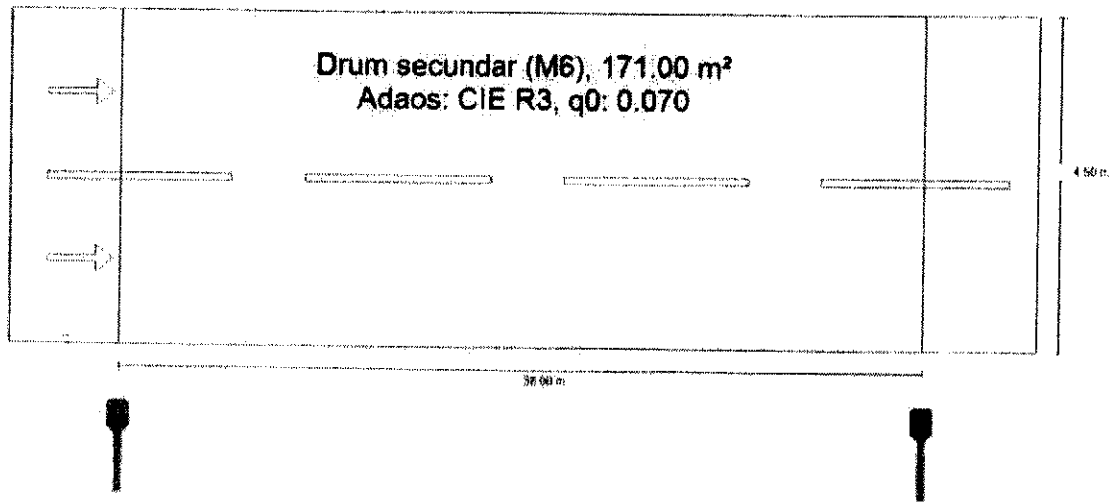 Drum secundar (M6), 171.00 m²
Adaos: CIE R3, q0: 0.070
4.50 m
38.00 m